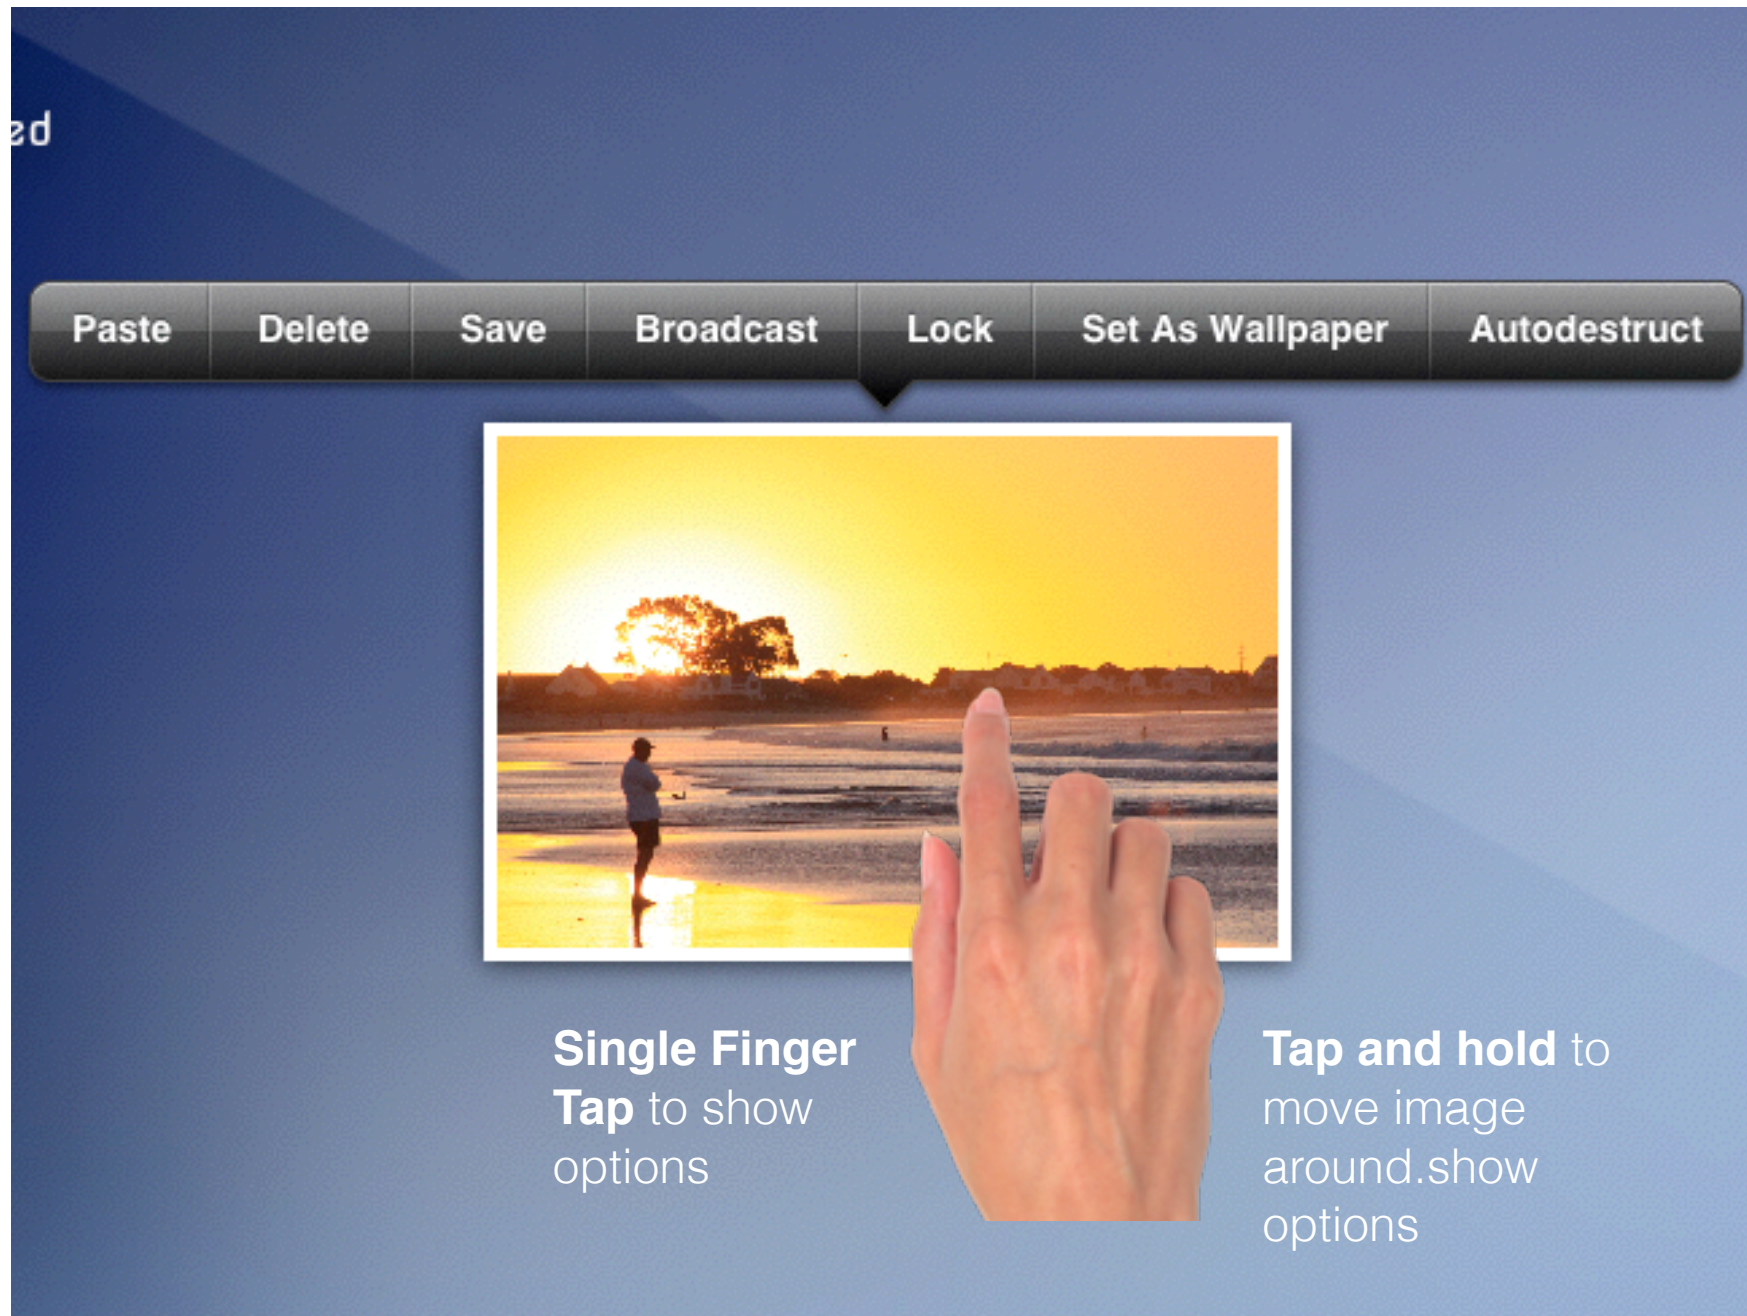 ed
Paste Delete Save Broadcast Lock Set As Wallpaper Autodestruct
Single Finger
Tap to show
options
Tap and hold to
move image
around.show
options